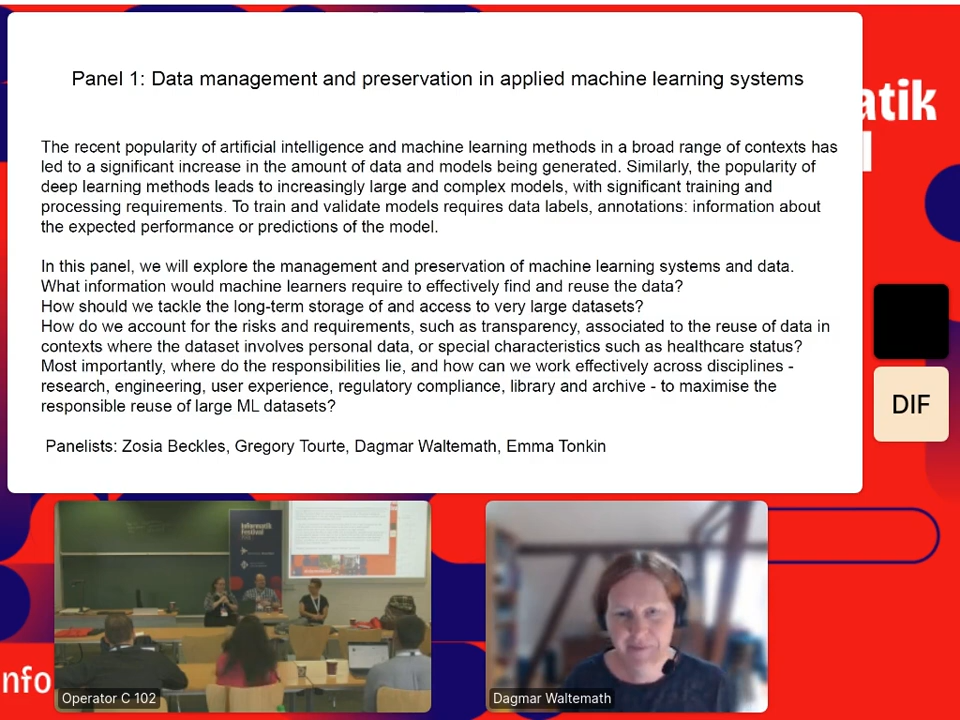 Panel 1: Data management and preservation in applied machine learning systems
The recent popularity of artificial intelligence and machine learning methods in a broad range of contexts has
led to a significant increase in the amount of data and models being generated. Similarly, the popularity of
deep learning methods leads to increasingly large and complex models, with significant training and
processing requirements. To train and validate models requires data labels, annotations: information about
the expected performance or predictions of the model.
In this panel, we will explore the management and preservation of machine learning systems and data.
What information would machine learners require to effectively find and reuse the data?
How should we tackle the long-term storage of and access to very large datasets?
How do we account for the risks and requirements, such as transparency, associated to the reuse of data in
contexts where the dataset involves personal data, or special characteristics such as healthcare status?
Most importantly, where do the responsibilities lie, and how can we work effectively across disciplines -
research, engineering, user experience, regulatory compliance, library and archive - to maximise the
responsible reuse of large ML datasets?
Panelists: Zosia Beckles, Gregory Tourte, Dagmar Waltemath, Emma Tonkin
atik
DIF
Informatik
Festival
nfo
Operator C 102
Dagmar Waltemath